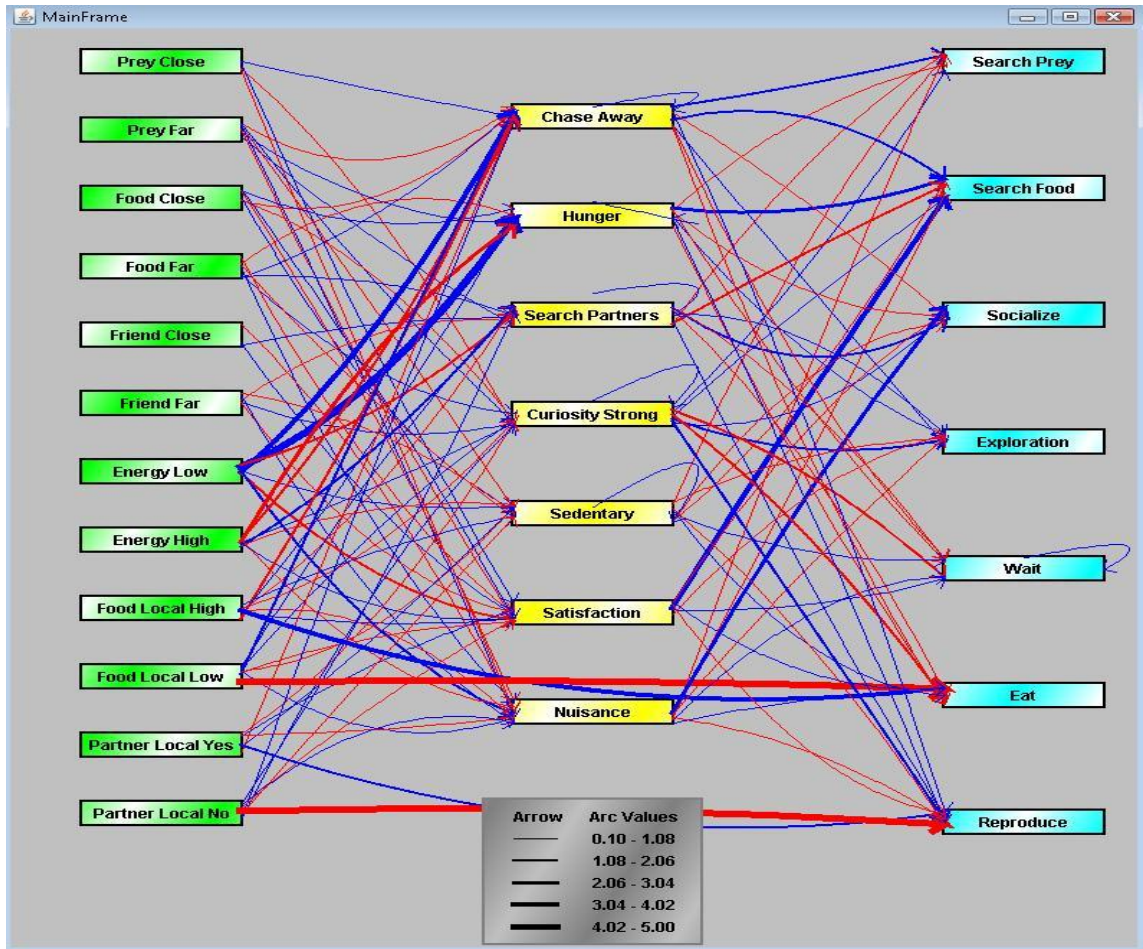 MainFrame
Prey Close
Prey Far
Food Close
Food Far
Friend Close
Friend Far
Energy Low
Energy High
Food Local High
Food Local Low
Partner Local Yes
Partner Local No
Chase Away
Hunger
Search Partners
Curiosity Strong
Sedentary
Satisfaction
Nuisance
Search Prey
Search Food
Socialize
Exploration
Wait
Eat
Reproduce
Arrow Arc Values
0.10 - 1.08
1.08 - 2.06
2.06 - 3.04
3.04 - 4.02
4.02 - 5.00